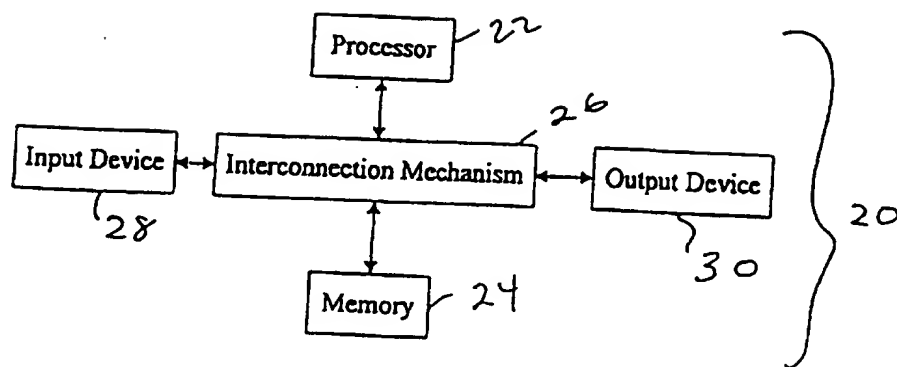 Processor
22
26
Input Device
Interconnection Mechanism
Output Device
28
30
20
Memory
24